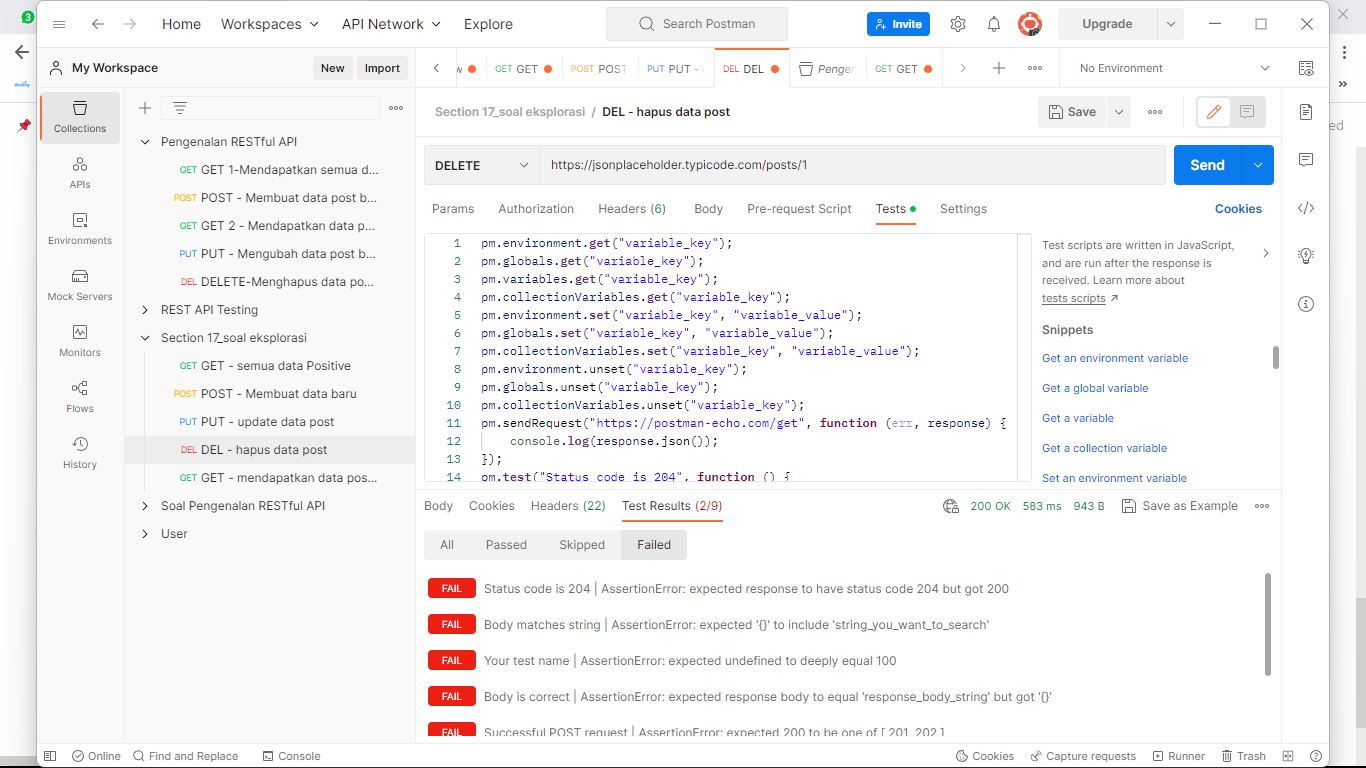 3
Home Workspaces API Network Explore
Search Postman
Invite
Upgrade
My Workspace
New Import
GET GET
POST POST
PUT PUT -
DEL DEL
GET GET
No Environment
Collections
APIs
Environments
Mock Servers
Monitors
Flows
History
Pengenalan RESTful API
GET GET 1-Mendapatkan semua d...
POST POST - Membuat data post b...
GET GET 2 - Mendapatkan data p...
PUT PUT - Mengubah data post b...
DEL DELETE-Menghapus data po...
REST API Testing
Section 17_soal eksplorasi
GET GET - semua data Positive
POST POST - Membuat data baru
PUT PUT - update data post
DEL DEL - hapus data post
GET GET - mendapatkan data pos...
Soal Pengenalan RESTful API
User
Section 17_soal eksplorasi / DEL - hapus data post
Save
DELETE
https://jsonplaceholder.typicode.com/posts/1
Send
Params Authorization Headers (6) Body Pre-request Script Tests Settings
Cookies
1 pm.environment.get("variable_key");
2 pm.globals.get("variable_key");
3 pm.variables.get("variable_key");
4 pm.collectionVariables.get("variable_key");
5 pm.environment.set("variable_key", "variable_value");
6 pm.globals.set("variable_key", "variable_value");
7 pm.collectionVariables.set("variable_key", "variable_value");
8 pm.environment.unset("variable_key");
9 pm.globals.unset("variable_key");
10 pm.collectionVariables.unset("variable_key");
11 pm.sendRequest("https://postman-echo.com/get", function (err, response) {
12 console.log(response.json());
13 });
14 pm.test("Status code is 204", function () {
Test scripts are written in JavaScript,
and are run after the response is
received. Learn more about
tests scripts
Snippets
Get an environment variable
Get a global variable
Get a variable
Get a collection variable
Set an environment variable
Body Cookies Headers (22) Test Results (2/9)
200 OK 583 ms 943 B
Save as Example
All Passed Skipped Failed
FAIL Status code is 204 | AssertionError: expected response to have status code 204 but got 200
FAIL Body matches string | AssertionError: expected '{}' to include 'string_you_want_to_search'
FAIL Your test name | AssertionError: expected undefined to deeply equal 100
FAIL Body is correct | AssertionError: expected response body to equal 'response_body_string' but got '{}'
FAIL Successful POST request | AssertionError: expected 200 to be one of [ 201, 202 ]
Online Find and Replace Console
Cookies Capture requests Runner Trash